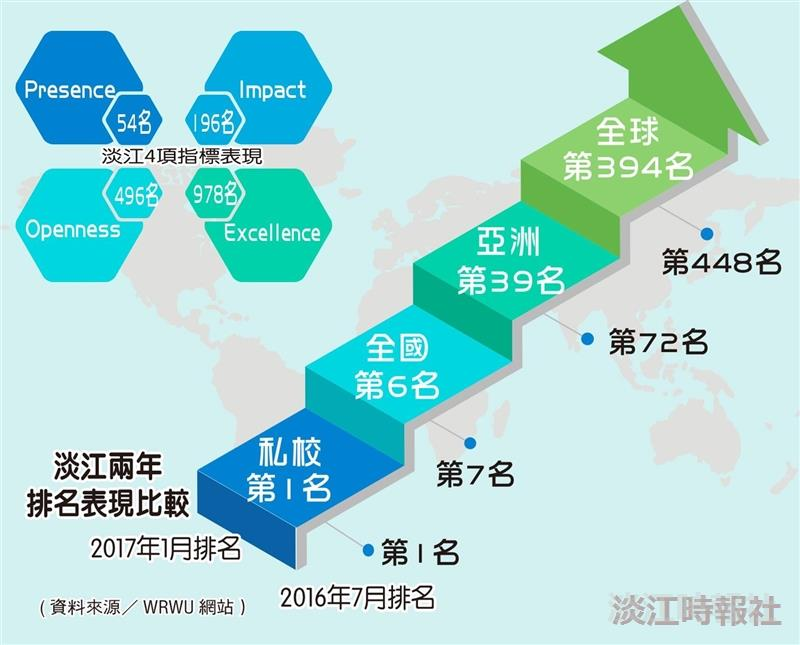 Presence
54名
Impact
196名
淡江4項指標表現
496名
Openness
978名
Excellence
全球
第394名
第448名
亞洲
第39名
第72名
全國
第6名
第7名
私校
第1名
第1名
淡江兩年
排名表現比較
2017年1月排名
2016年7月排名
(資料來源／WRWU網站)
淡江時報社